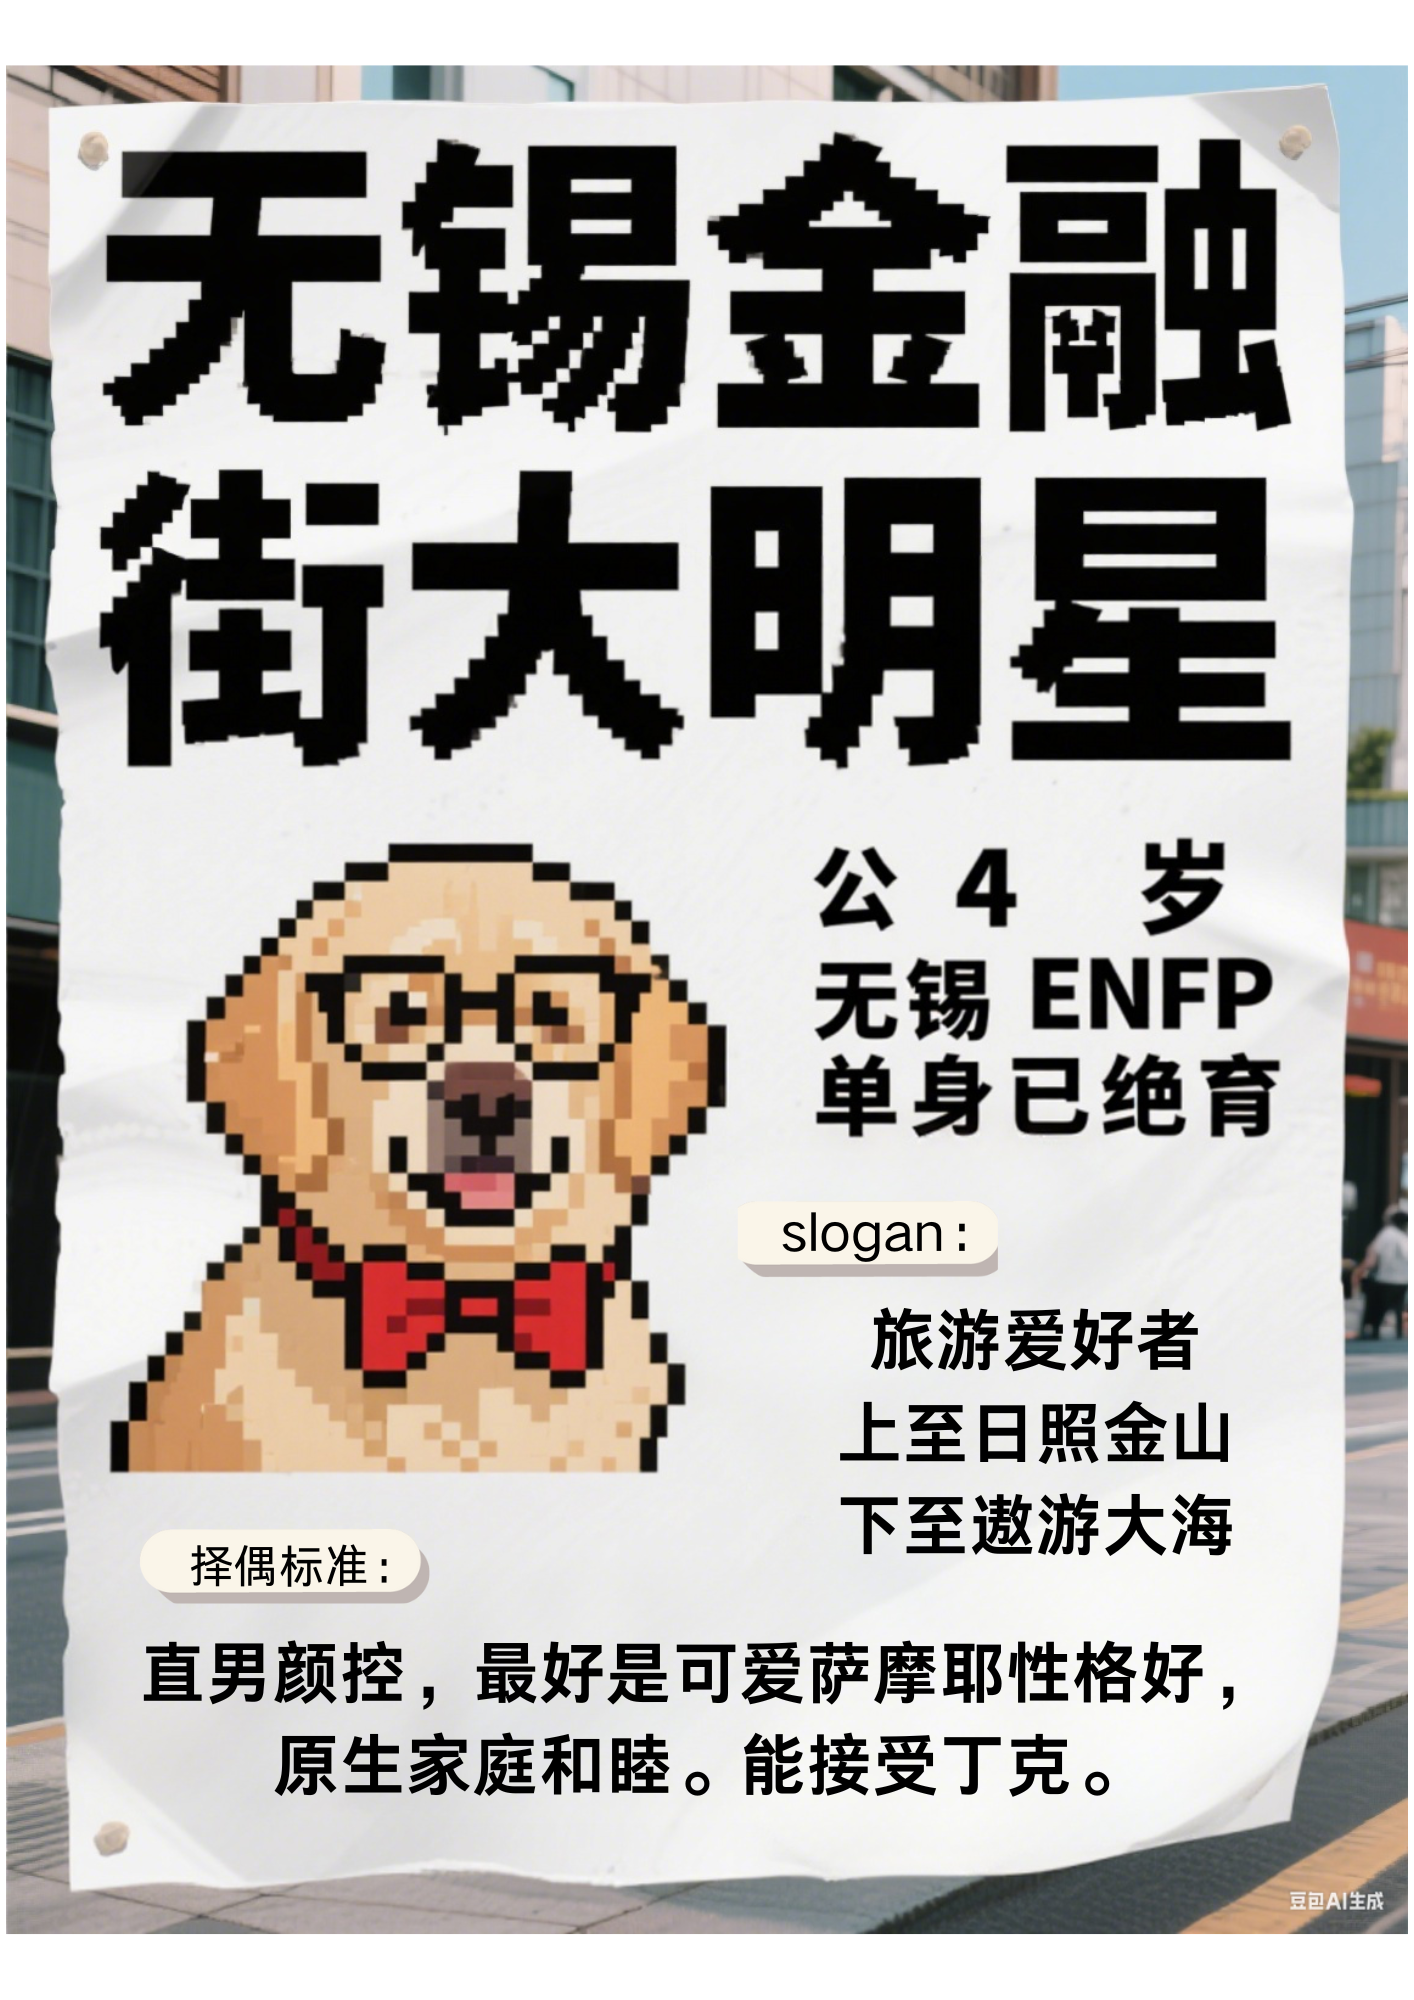 无锡金融
街大明星
公 4 岁
无锡 ENFP
单身已绝育
slogan:
旅游爱好者
上至日照金山
下至遨游大海
择偶标准:
直男颜控，最好是可爱萨摩耶性格好，
原生家庭和睦。能接受丁克。
豆包AI生成